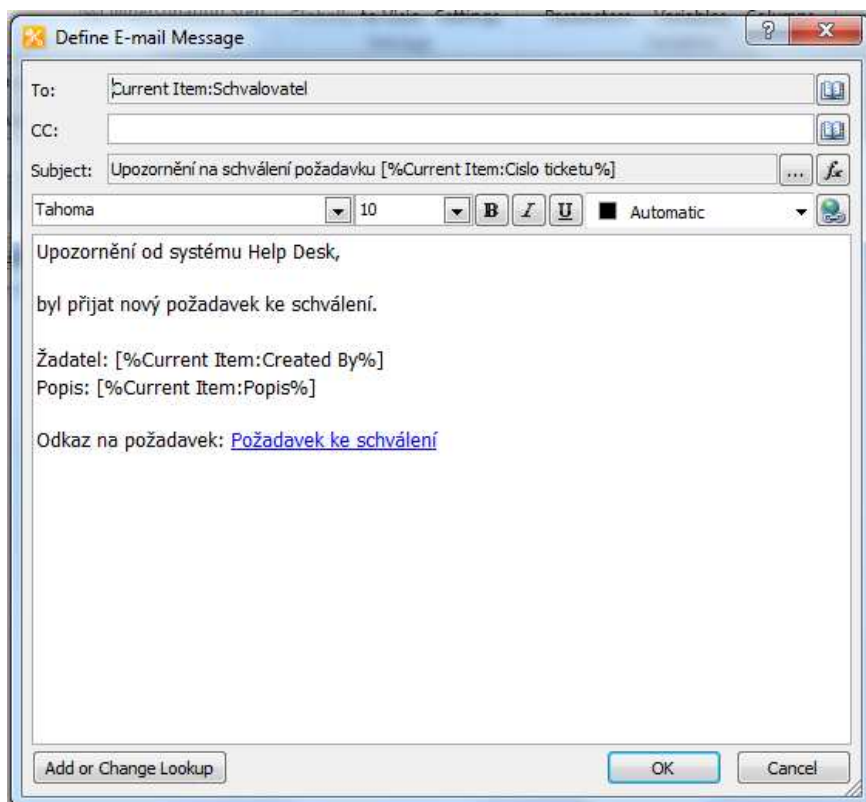 Define E-mail Message
To: Current Item:Schvalovatel
CC:
Subject: Upozornění na schválení požadavku [%Current Item:Cislo ticketu%] ... fx
Tahoma 10 B I U Automatic
Upozornění od systému Help Desk,
byl přijat nový požadavek ke schválení.
Žadatel: [%Current Item:Created By%]
Popis: [%Current Item:Popis%]
Odkaz na požadavek: Požadavek ke schválení
Add or Change Lookup OK Cancel